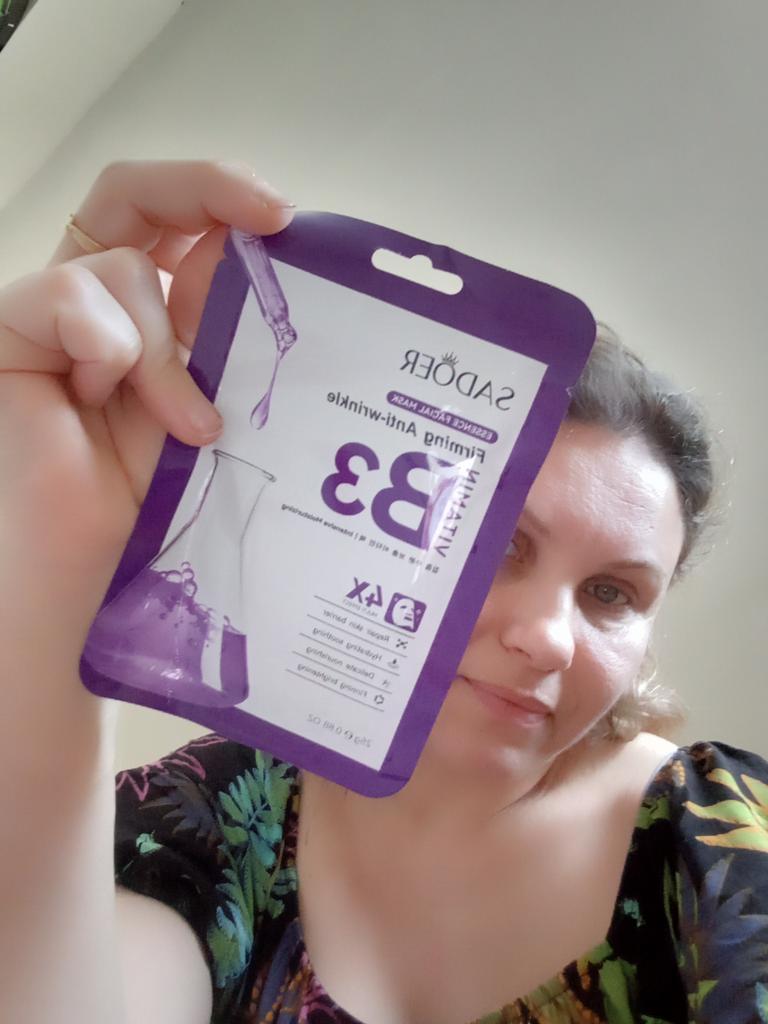 SADOER
ESSENCE FACIAL MASK
Firming Anti-wrinkle
VITAMIN
B3
Intensive Moisturizing
4X
Repair skin barrier
Hydrating soothing
Delicate nourishing
Firming brightening
25g e 0.88 OZ